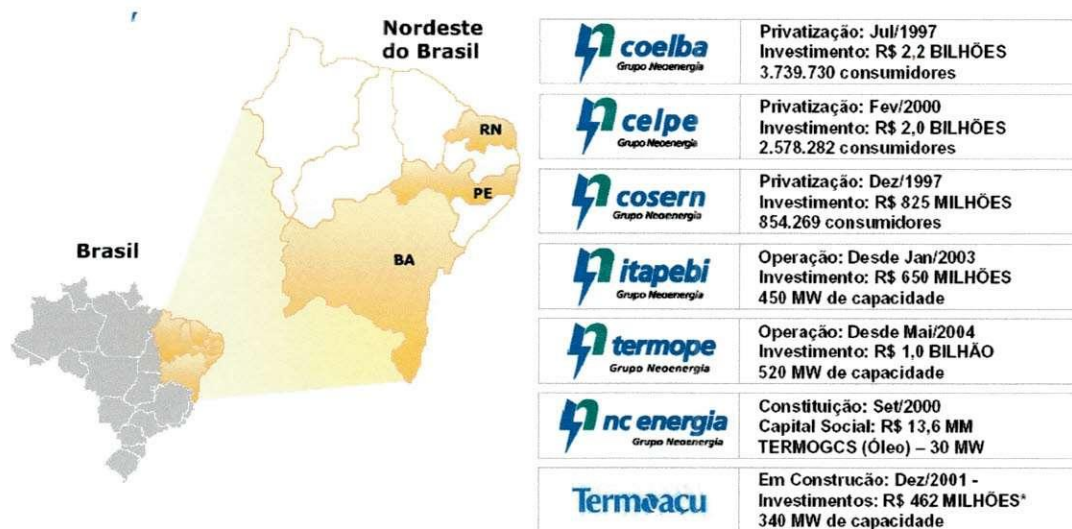 Nordeste
do Brasil
RN
PE
BA
Brasil
coelba
Grupo Neoenergia
Privatização: Jul/1997
Investimento: R$ 2,2 BILHÕES
3.739.730 consumidores
celpe
Grupo Neoenergia
Privatização: Fev/2000
Investimento: R$ 2,0 BILHÕES
2.578.282 consumidores
cosern
Grupo Neoenergia
Privatização: Dez/1997
Investimento: R$ 825 MILHÕES
854.269 consumidores
itapebi
Grupo Neoenergia
Operação: Desde Jan/2003
Investimento: R$ 650 MILHÕES
450 MW de capacidade
termope
Grupo Neoenergia
Operação: Desde Mai/2004
Investimento: R$ 1,0 BILHÃO
520 MW de capacidade
nc energia
Grupo Neoenergia
Constituição: Set/2000
Capital Social: R$ 13,6 MM
TERMOGCS (Óleo) – 30 MW
Termoaçu
Em Construcão: Dez/2001 -
Investimentos: R$ 462 MILHÕES*
340 MW de capacidade